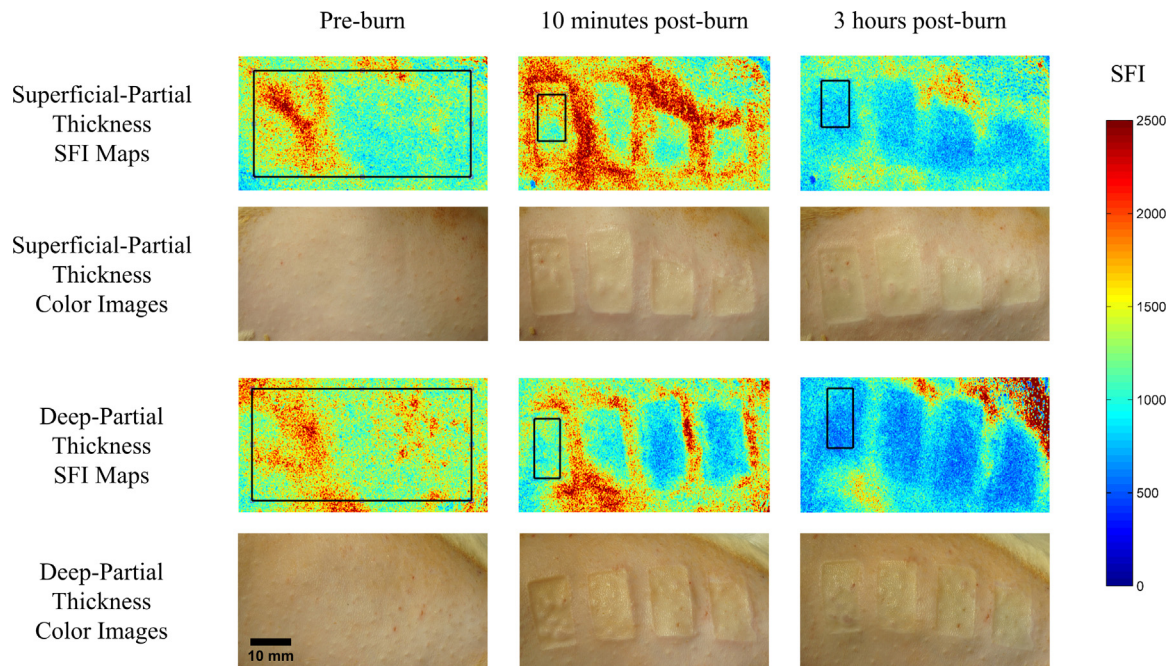 Pre-burn
10 minutes post-burn
3 hours post-burn
Superficial-Partial
Thickness
SFI Maps
SFI
2500
2000
1500
1000
500
0
Superficial-Partial
Thickness
Color Images
Deep-Partial
Thickness
SFI Maps
Deep-Partial
Thickness
Color Images
10 mm